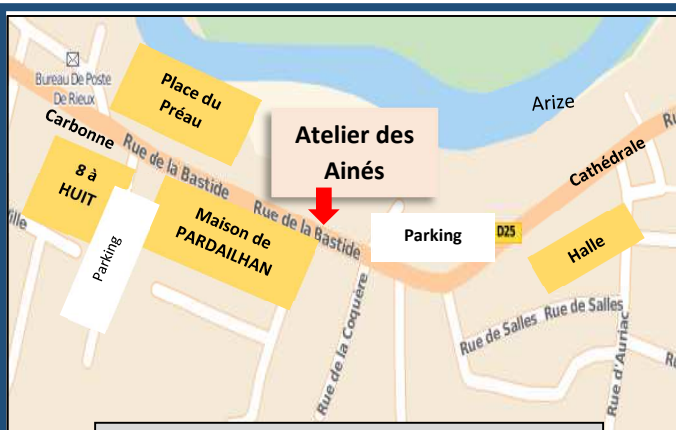 Bureau De Poste
De Rieux
Place du
Préau
Arize
Atelier des
Ainés
Carbonne
Rue de la Bastide
Cathédrale
8 à
HUIT
Maison de
PARDAILHAN
Rue de la Bastide
Parking
Parking
D25
Halle
Rue de la Coquère
Rue de Salles
Rue de Salles
Rue d'Auriac